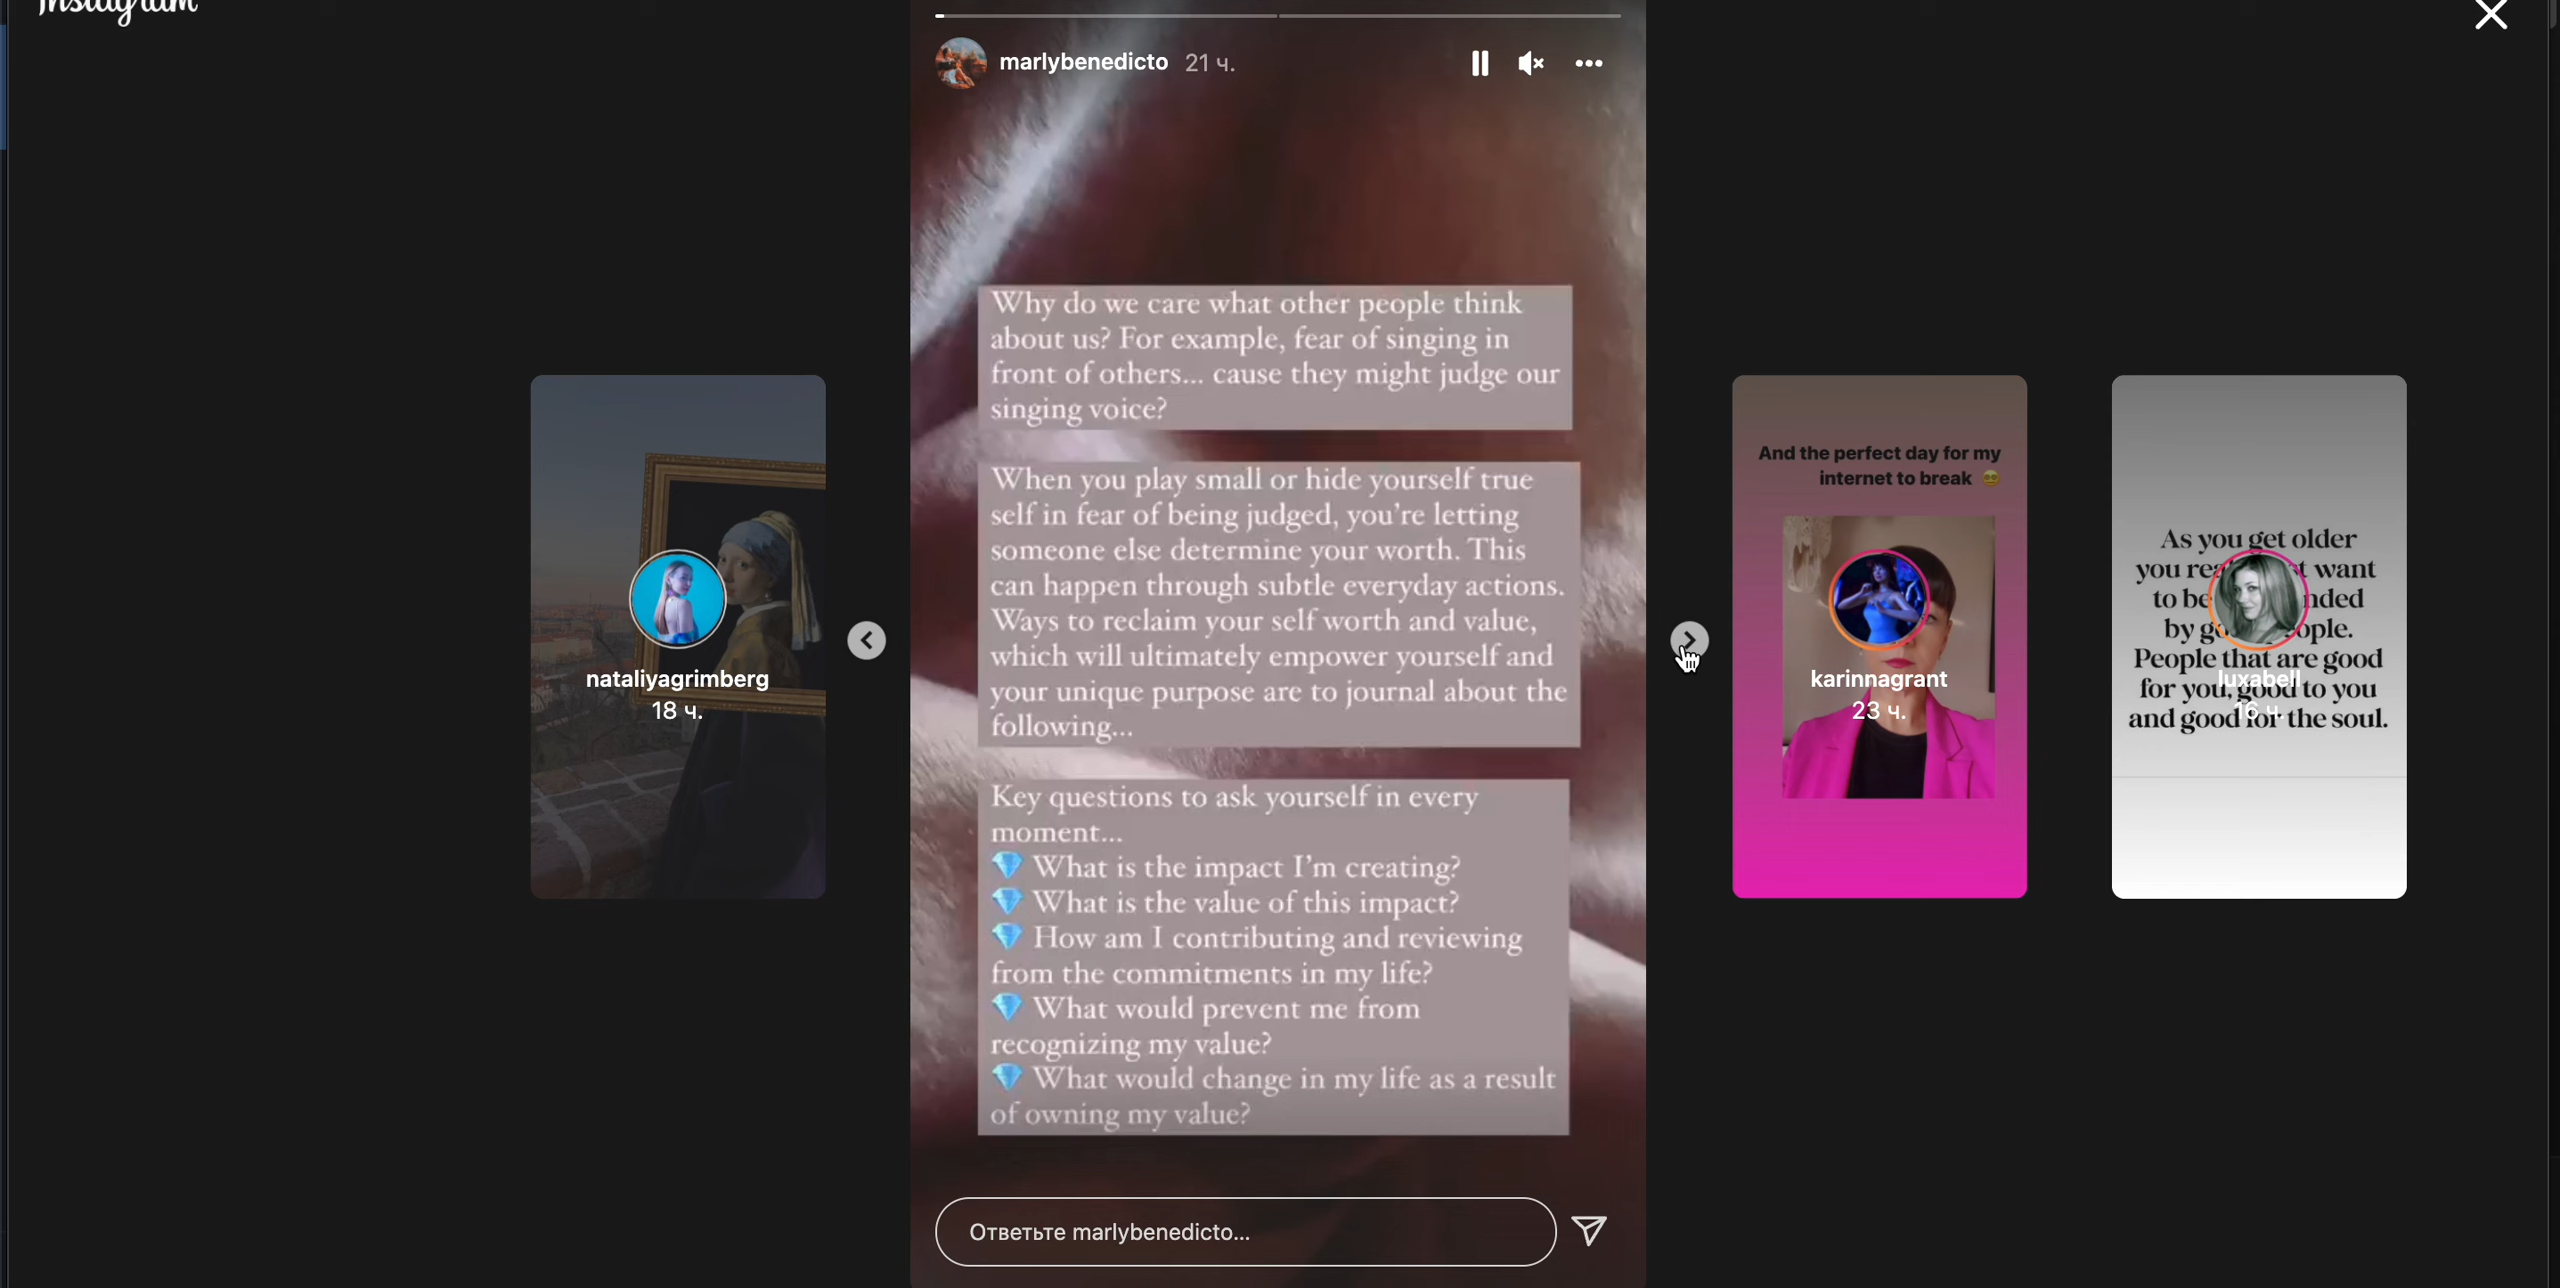 Instagram
marlybenedicto 21 ч.
Why do we care what other people think
about us? For example, fear of singing in
front of others... cause they might judge our
singing voice?
When you play small or hide yourself true
self in fear of being judged, you're letting
someone else determine your worth. This
can happen through subtle everyday actions.
Ways to reclaim your self worth and value,
which will ultimately empower yourself and
your unique purpose are to journal about the
following...
Key questions to ask yourself in every
moment...
💎 What is the impact I'm creating?
💎 What is the value of this impact?
💎 How am I contributing and reviewing
from the commitments in my life?
💎 What would prevent me from
recognizing my value?
💎 What would change in my life as a result
of owning my value?
Ответьте marlybenedicto...
nataliyagrimberg
18 ч.
And the perfect day for my
internet to break
karinnagrant
23 ч.
As you get older
you want
to be
by
People that are good
for you, good to you
and good for the soul.
luxabell
16 ч.